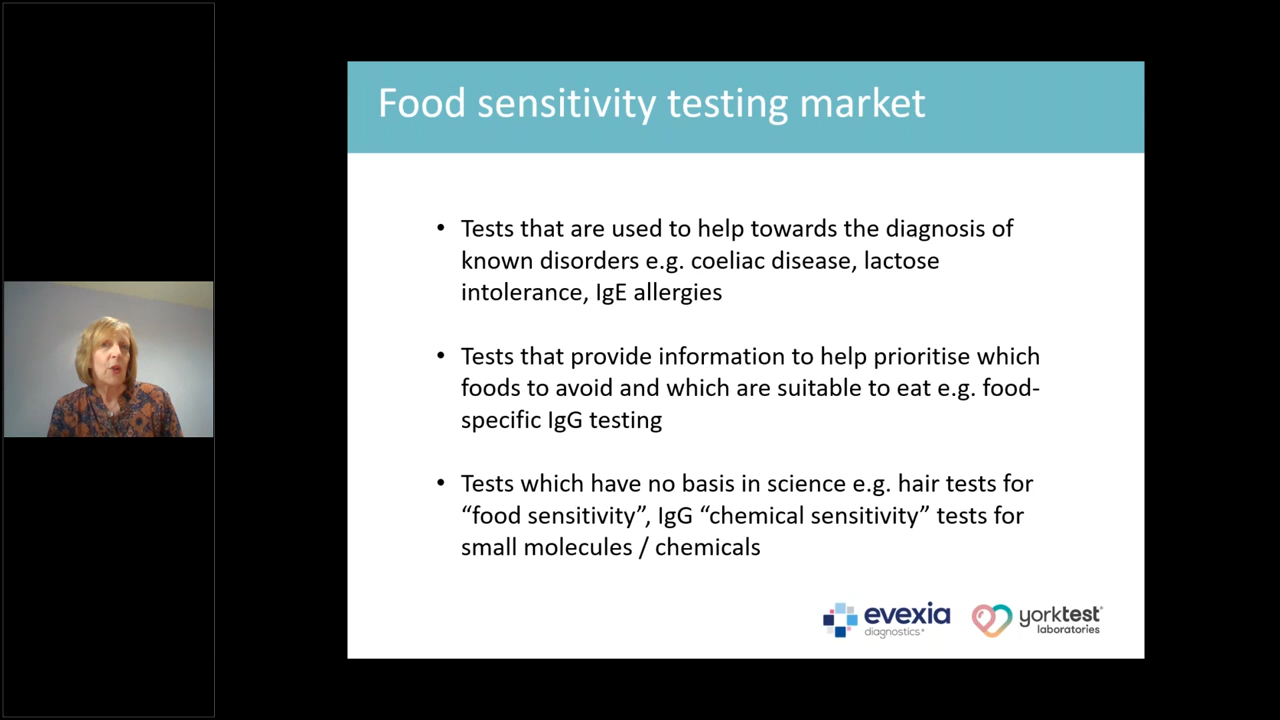 Food sensitivity testing market
• Tests that are used to help towards the diagnosis of
known disorders e.g. coeliac disease, lactose
intolerance, IgE allergies
• Tests that provide information to help prioritise which
foods to avoid and which are suitable to eat e.g. food-
specific IgG testing
• Tests which have no basis in science e.g. hair tests for
“food sensitivity”, IgG “chemical sensitivity” tests for
small molecules / chemicals
evexia
diagnostics
yorktest
laboratories